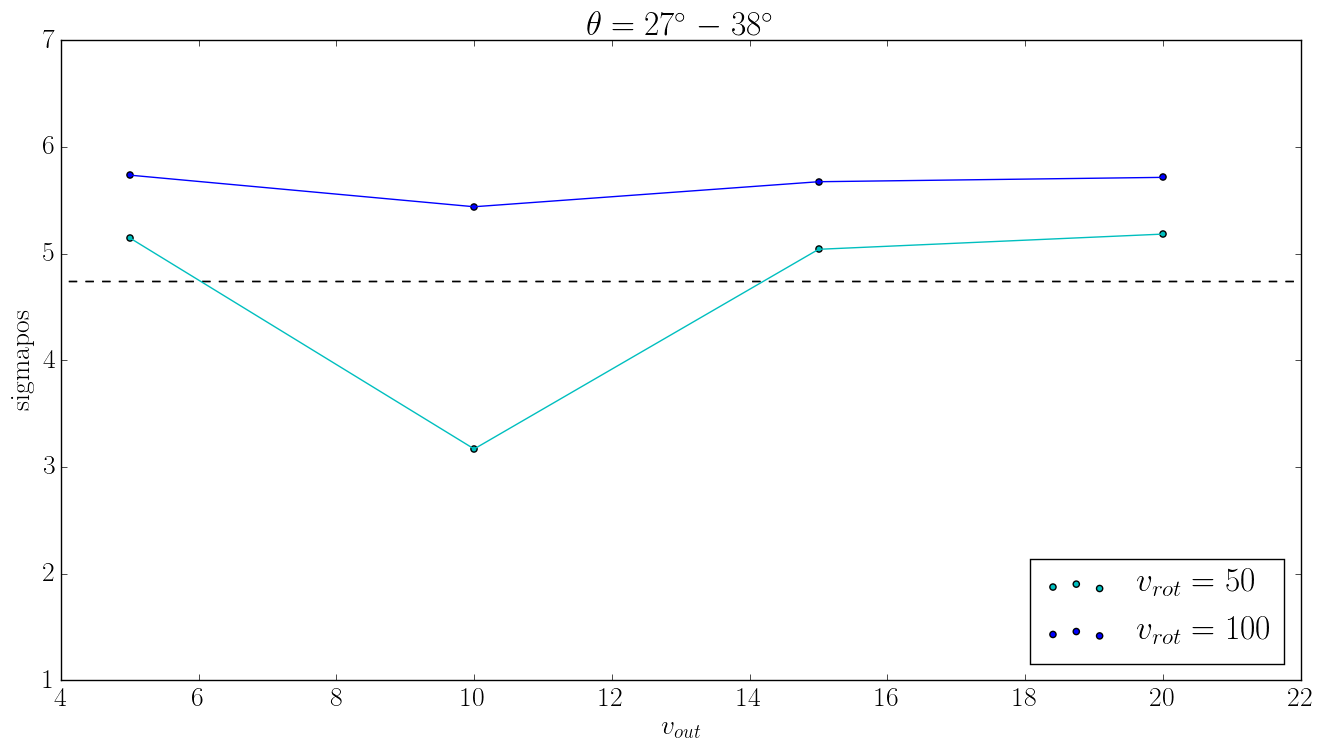 θ = 27° − 38°
7
6
5
4
3
2
1
sigmapos
4 6 8 10 12 14 16 18 20 22
v_out
v_rot = 50
v_rot = 100